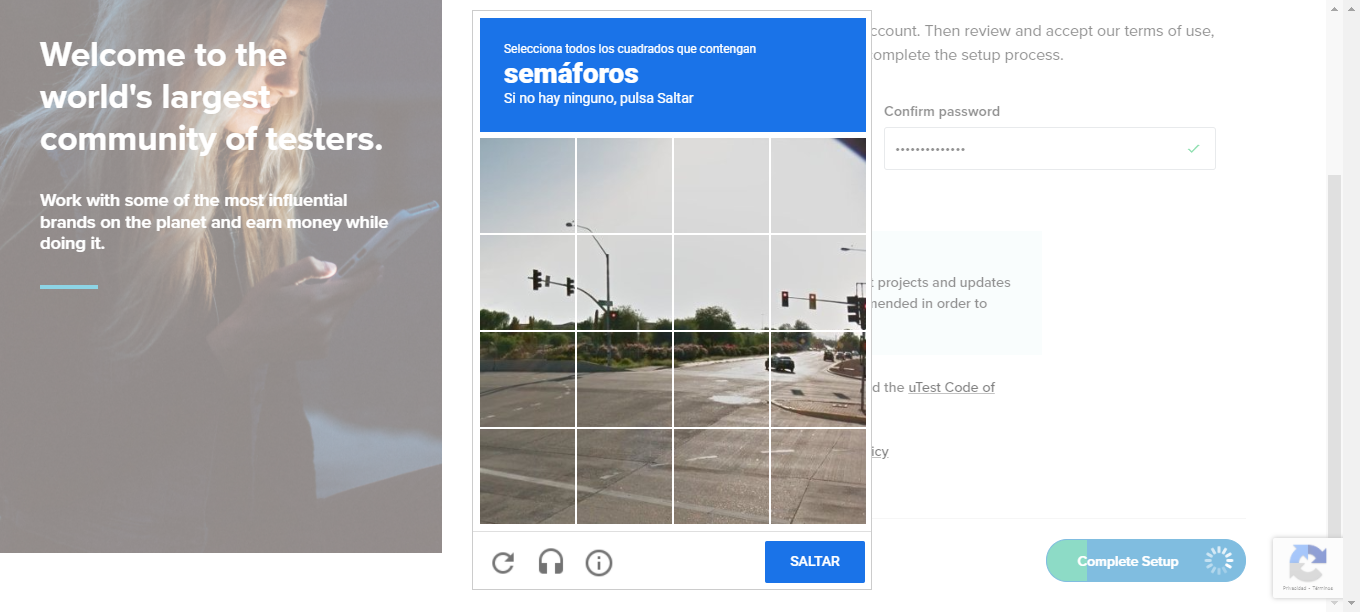 Welcome to the
world's largest
community of testers.
Work with some of the most influential
brands on the planet and earn money while
doing it.
Selecciona todos los cuadrados que contengan
semáforos
Si no hay ninguno, pulsa Saltar
SALTAR
ccount. Then review and accept our terms of use,
omplete the setup process.
Confirm password
••••••••••••••
t projects and updates
mended in order to
d the uTest Code of
icy
Complete Setup
Privacidad - Términos